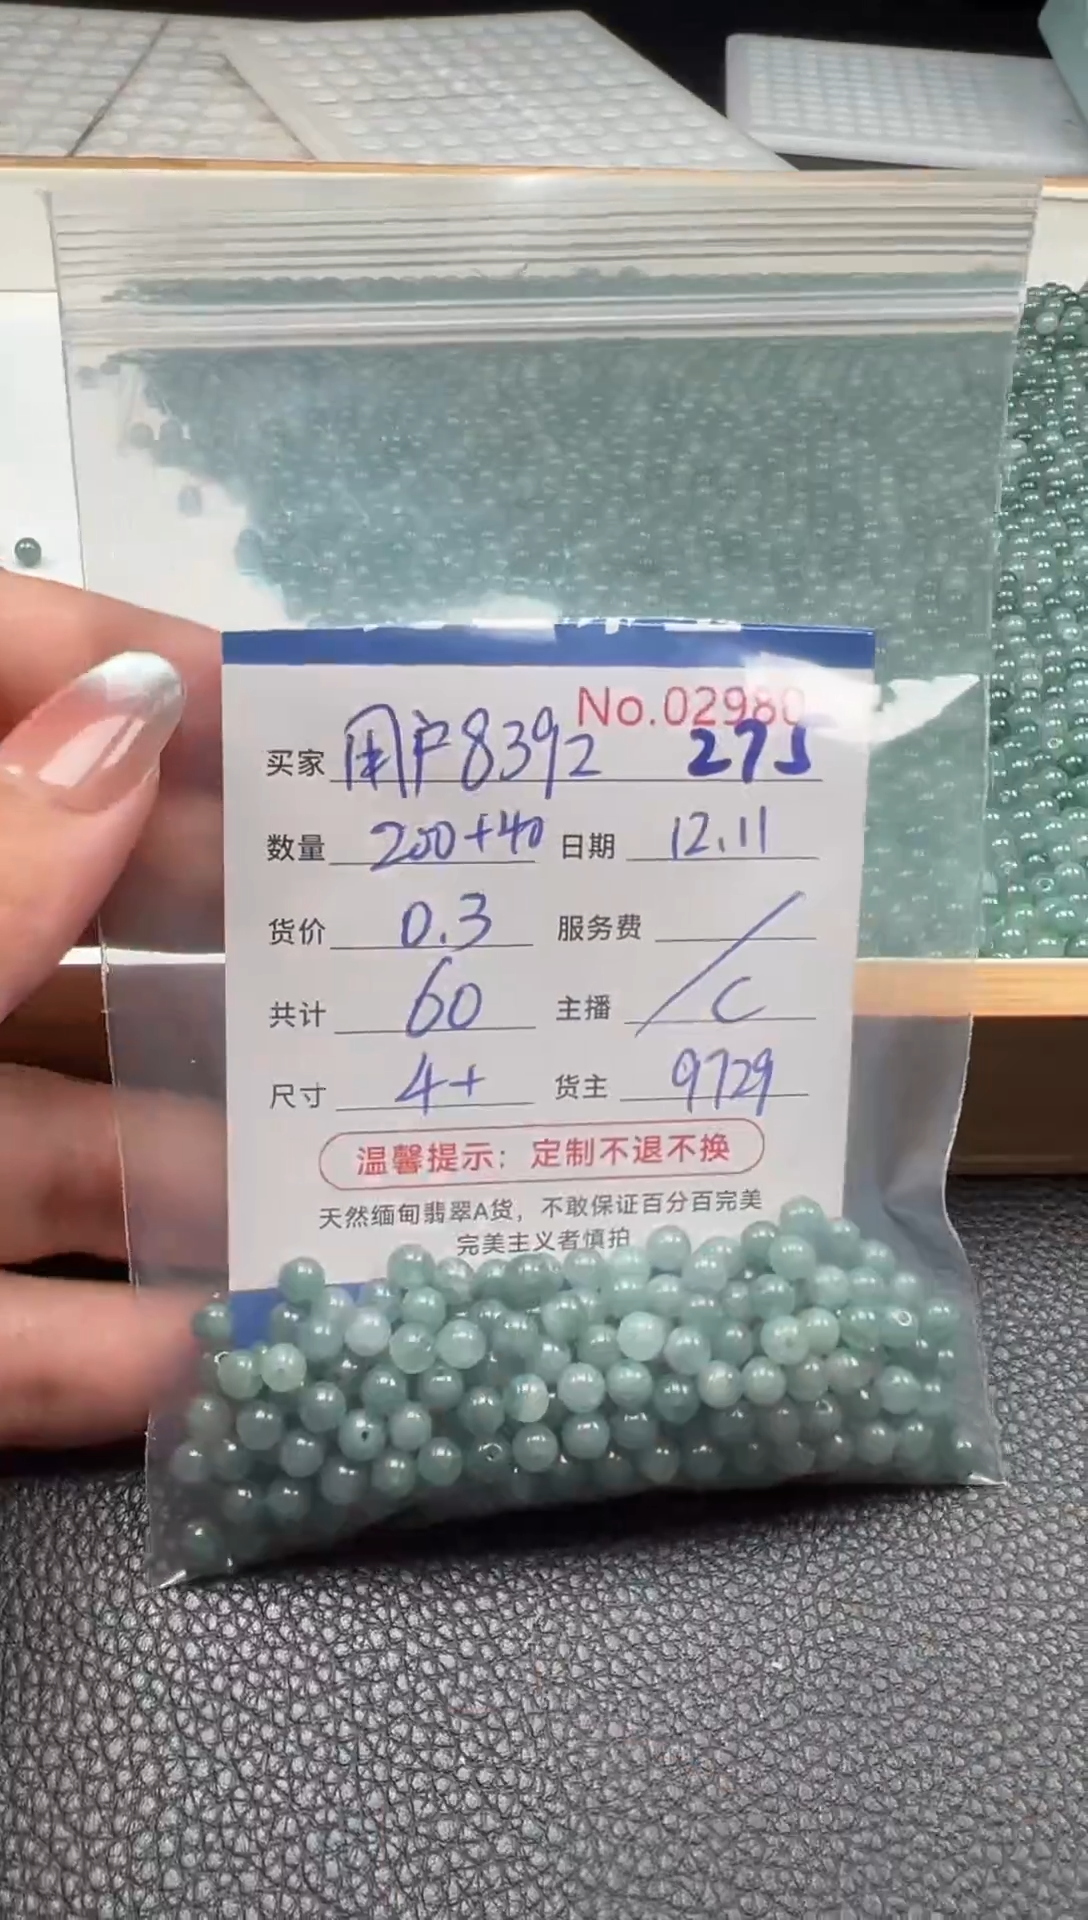 No.02980
买家 用户8392 275
数量 200+40 日期 12.11
货价 0.3 服务费 /
共计 60 主播 C
尺寸 4+ 货主 9729
温馨提示：定制不退不换
天然缅甸翡翠A货，不敢保证百分百完美
完美主义者慎拍